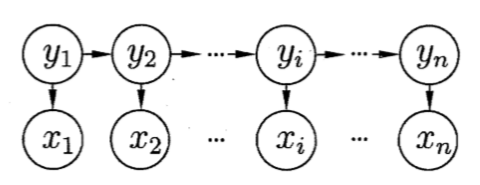 y₁ y₂ ... yᵢ ... yₙ
x₁ x₂ ... xᵢ ... xₙ